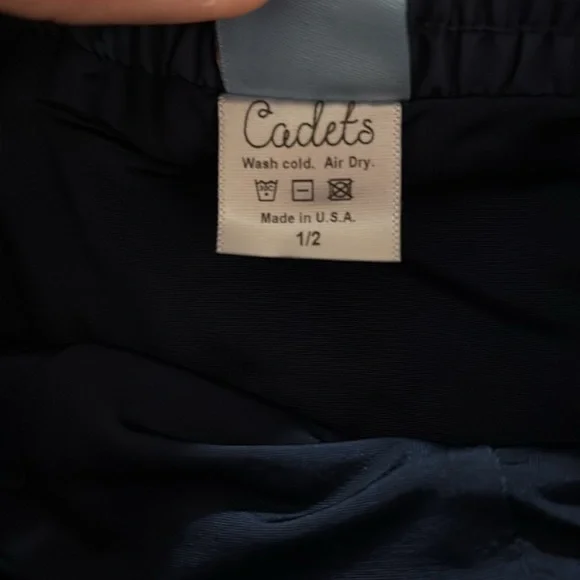 Cadets
Wash cold. Air Dry.
Made in U.S.A.
1/2